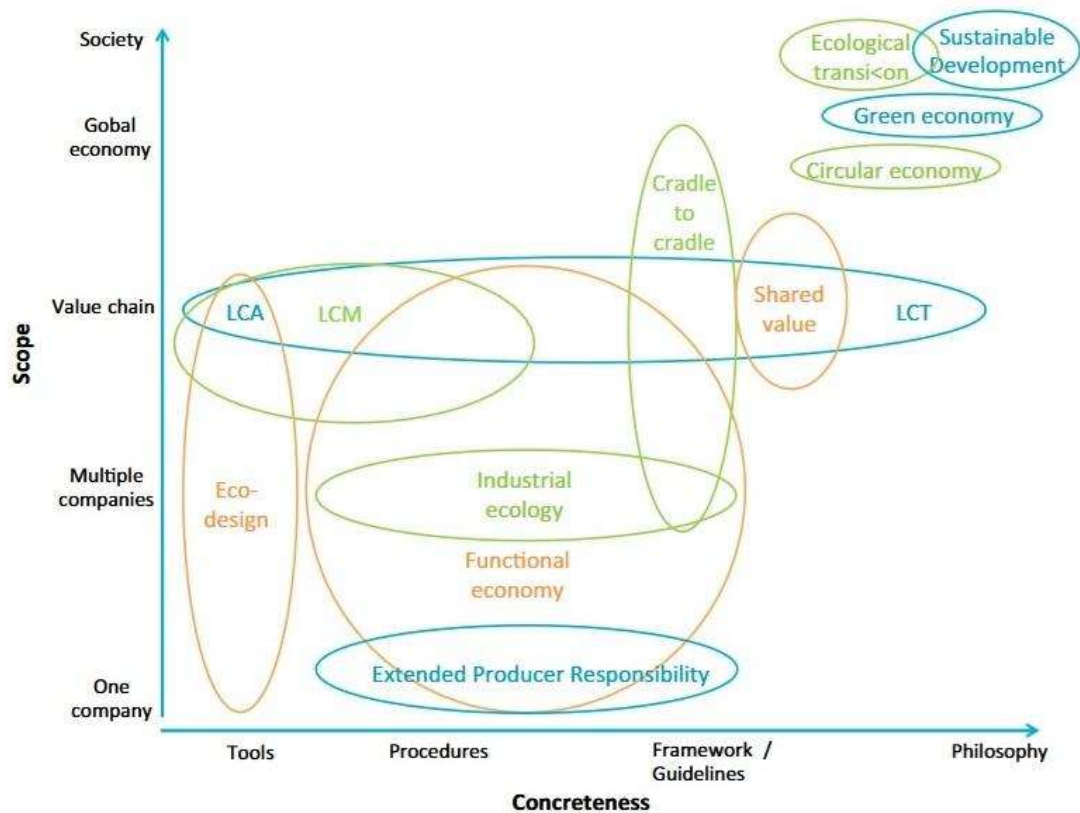 Society
Ecological
transi<on
Sustainable
Development
Gobal
economy
Green economy
Circular economy
Cradle
to
cradle
Value chain
LCA
LCM
Shared
value
LCT
Scope
Multiple
companies
Eco-
design
Industrial
ecology
Functional
economy
Extended Producer Responsibility
One
company
Tools
Procedures
Framework /
Guidelines
Philosophy
Concreteness